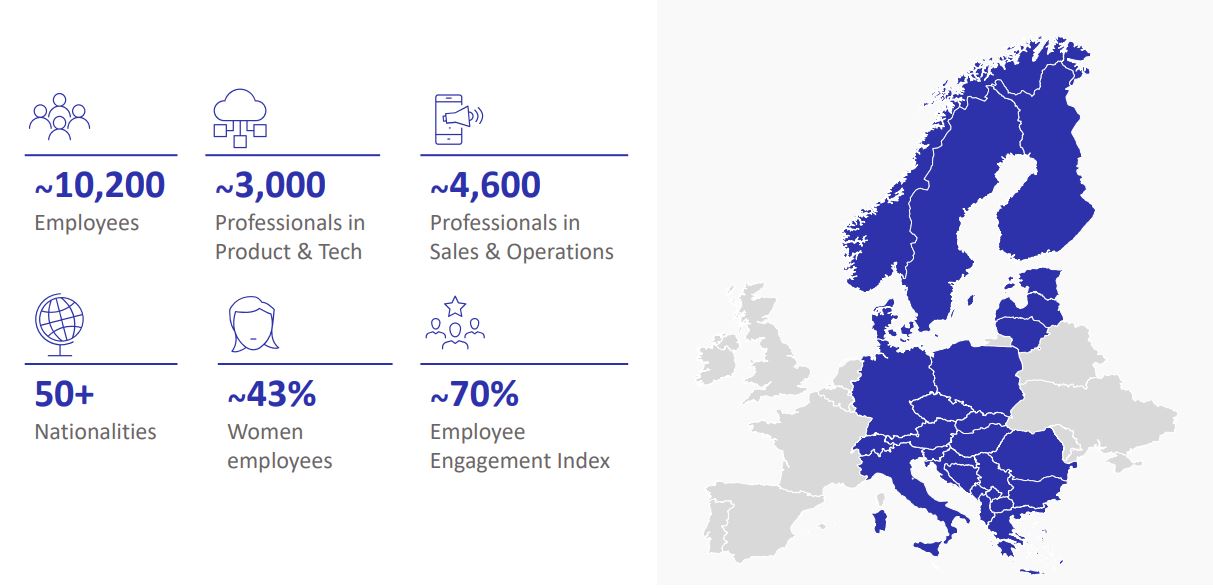 ~10,200
Employees
~3,000
Professionals in
Product & Tech
~4,600
Professionals in
Sales & Operations
50+
Nationalities
~43%
Women
employees
~70%
Employee
Engagement Index